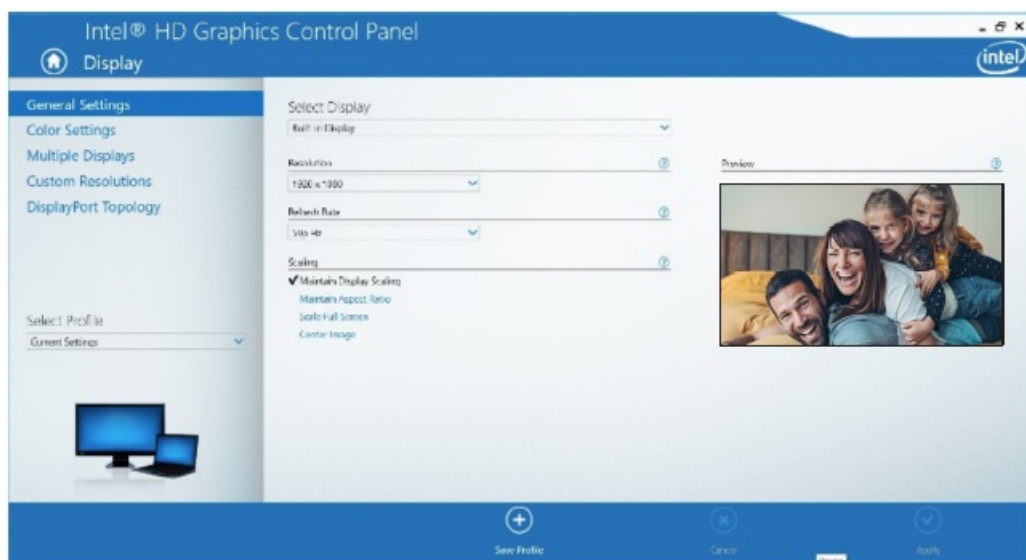 Intel® HD Graphics Control Panel
Display
intel
General Settings
Color Settings
Multiple Displays
Custom Resolutions
DisplayPort Topology
Select Profile
Current Settings
Select Display
Built in Display
Resolution
1920 x 1080
Refresh Rate
Hz
Scaling
Maintain Display Scaling
Maintain Aspect Ratio
Scale Full Screen
Center Image
Preview
Save Profile
Cancel
Apply